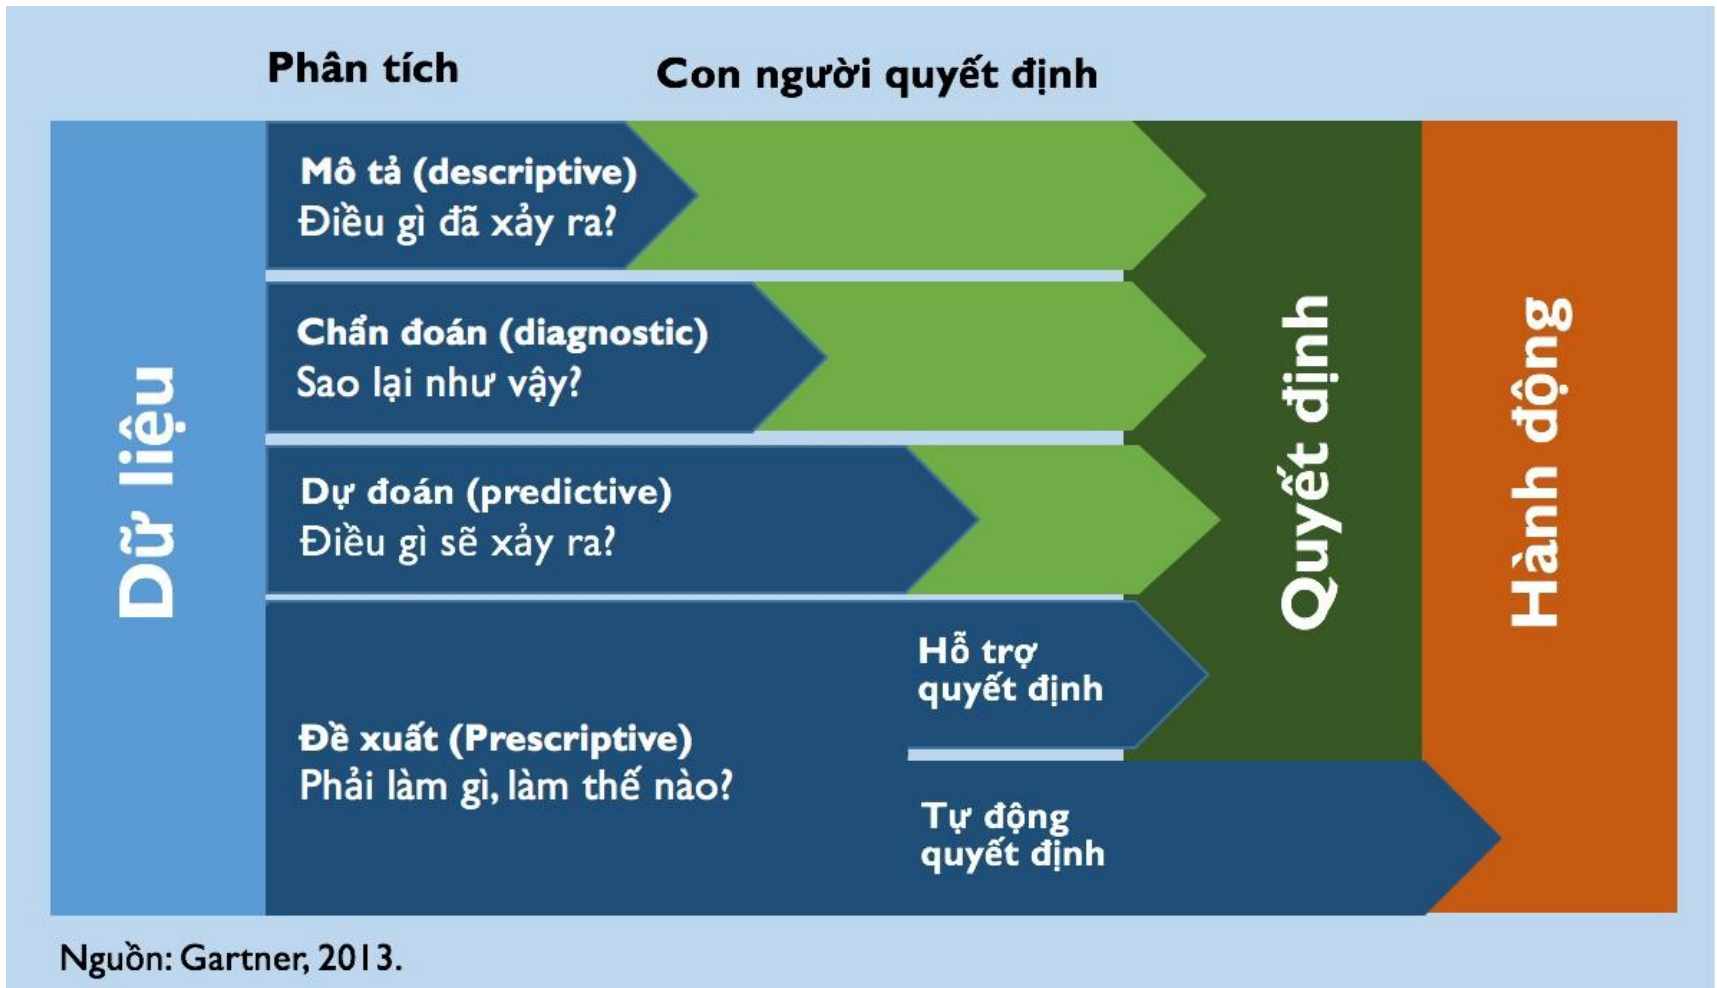 Phân tích
Con người quyết định
Dữ liệu
Mô tả (descriptive)
Điều gì đã xảy ra?
Chẩn đoán (diagnostic)
Sao lại như vậy?
Dự đoán (predictive)
Điều gì sẽ xảy ra?
Đề xuất (Prescriptive)
Phải làm gì, làm thế nào?
Hỗ trợ
quyết định
Tự động
quyết định
Quyết định
Hành động
Nguồn: Gartner, 2013.